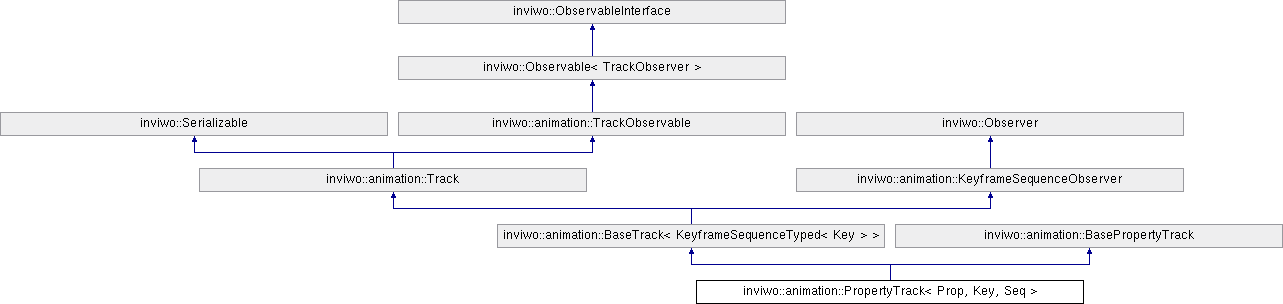 inviwo::ObservableInterface
inviwo::Observable< TrackObserver >
inviwo::Serializable
inviwo::animation::TrackObservable
inviwo::Observer
inviwo::animation::Track
inviwo::animation::KeyframeSequenceObserver
inviwo::animation::BaseTrack< KeyframeSequenceTyped< Key > >
inviwo::animation::BasePropertyTrack
inviwo::animation::PropertyTrack< Prop, Key, Seq >